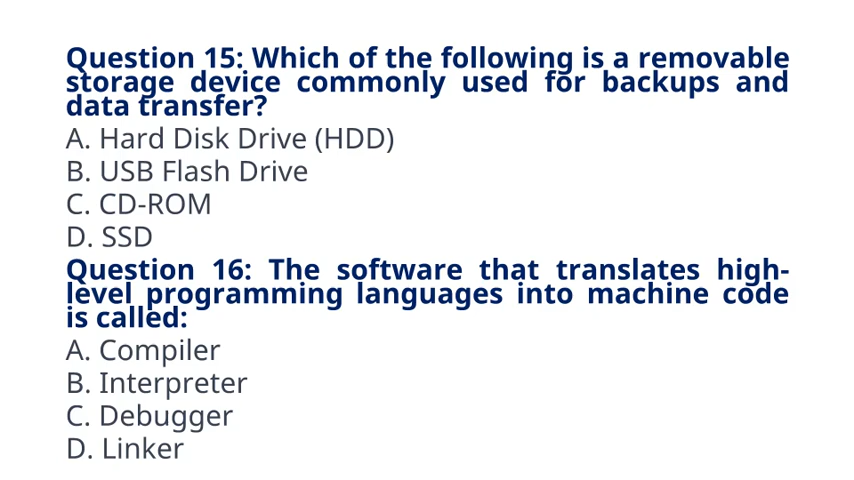 Question 15: Which of the following is a removable
storage device commonly used for backups and
data transfer?
A. Hard Disk Drive (HDD)
B. USB Flash Drive
C. CD-ROM
D. SSD
Question 16: The software that translates high-
level programming languages into machine code
is called:
A. Compiler
B. Interpreter
C. Debugger
D. Linker